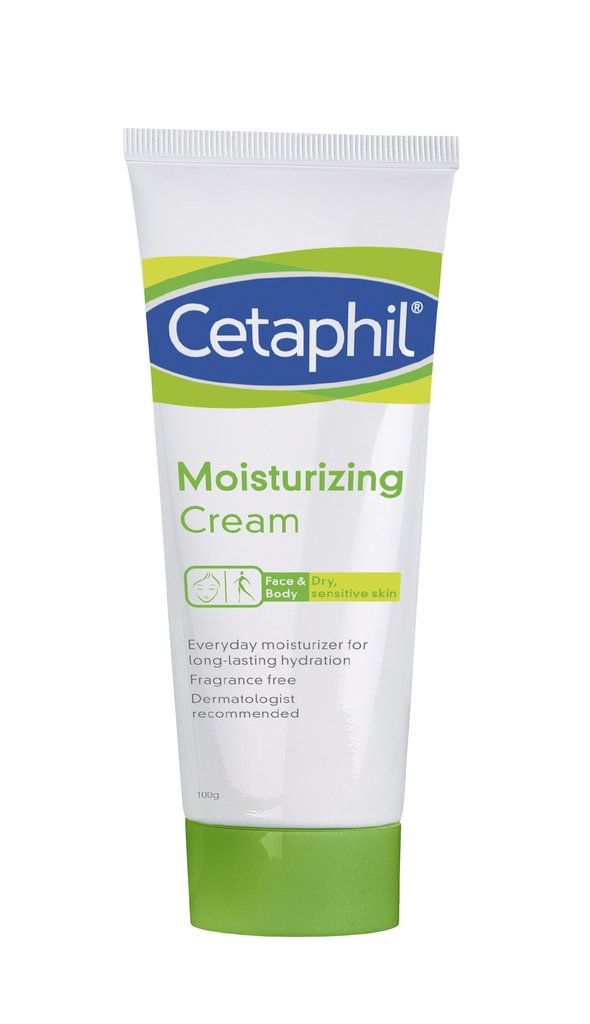 Cetaphil®
Moisturizing
Cream
Face &
Body
Dry,
sensitive skin
Everyday moisturizer for
long-lasting hydration
Fragrance free
Dermatologist
recommended
100g